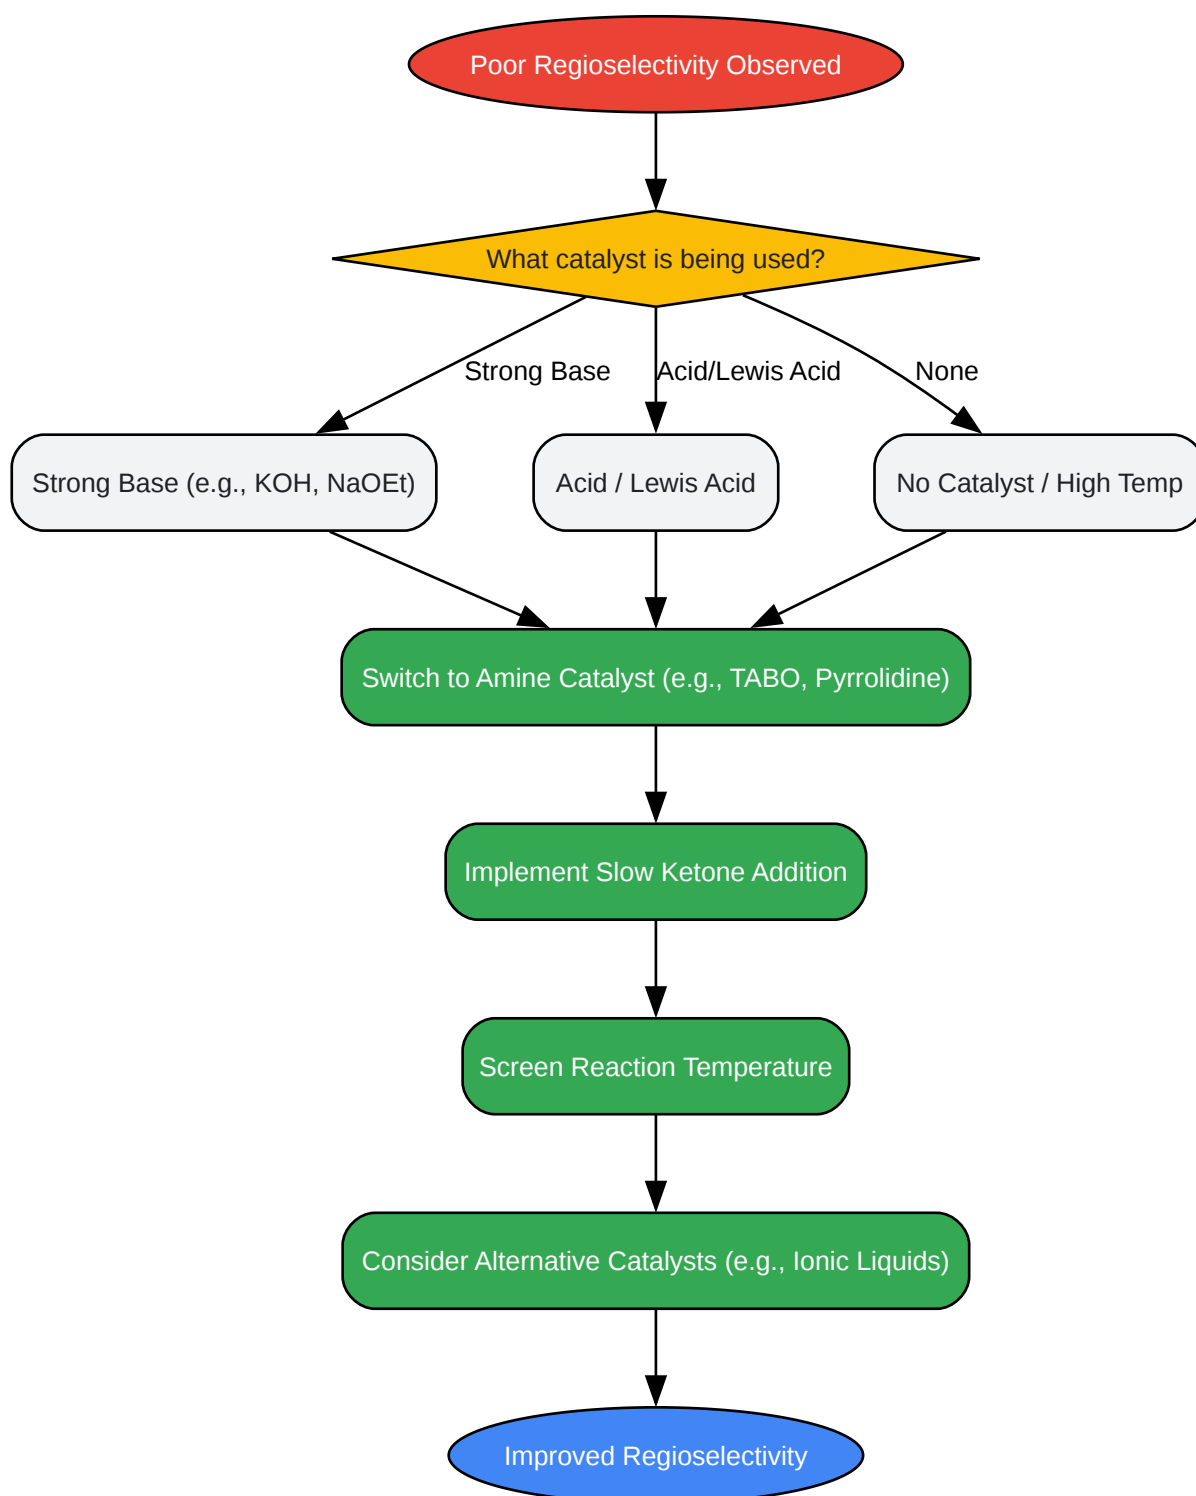 Poor Regioselectivity Observed
What catalyst is being used?
Strong Base
Acid/Lewis Acid
None
Strong Base (e.g., KOH, NaOEt)
Acid / Lewis Acid
No Catalyst / High Temp
Switch to Amine Catalyst (e.g., TABO, Pyrrolidine)
Implement Slow Ketone Addition
Screen Reaction Temperature
Consider Alternative Catalysts (e.g., Ionic Liquids)
Improved Regioselectivity